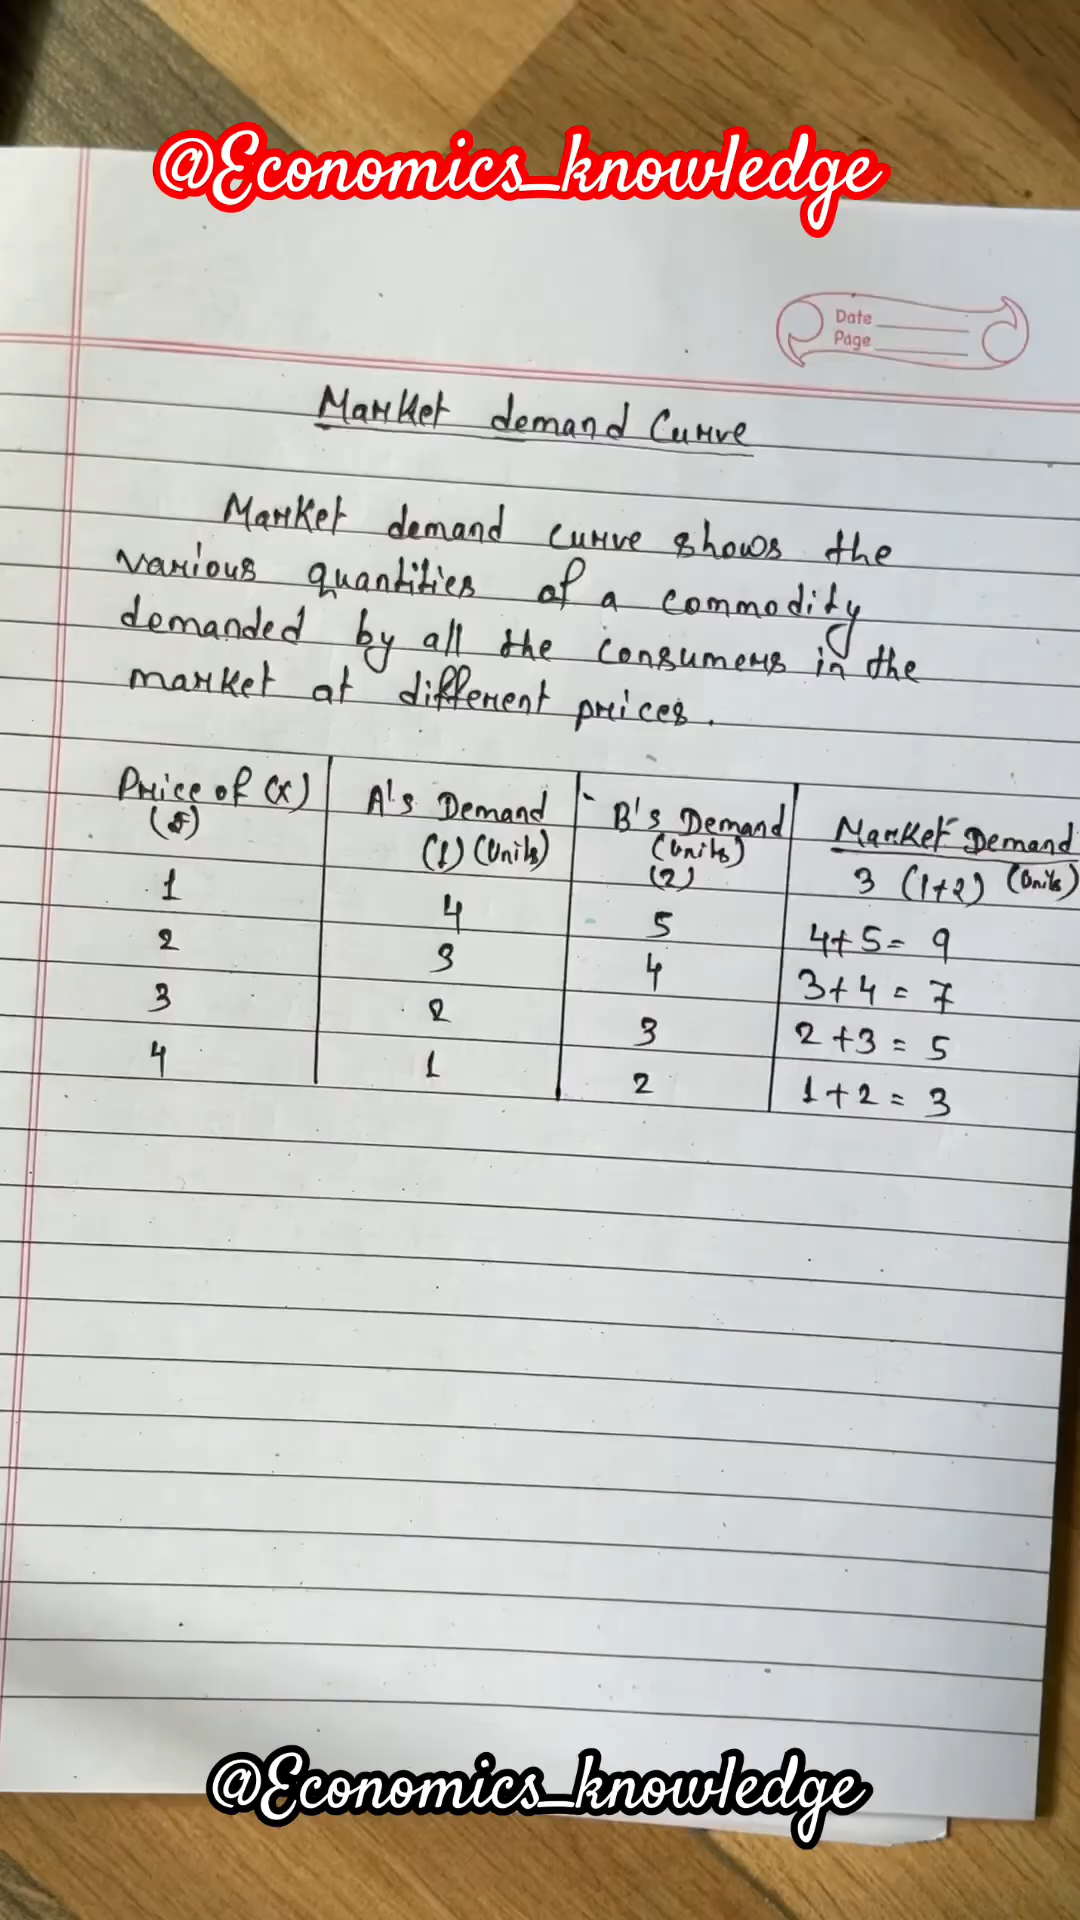 @Economics_knowledge
Date
Page
Market demand Curve
Market demand curve shows the
various quantities of a commodity
demanded by all the consumers in the
market at different prices.
Price of (x) A's Demand B's Demand Market Demand
(₹) (1) (Units) (Units) 3 (1+2) (Units)
(2)
1 4 5 4+5= 9
2 3 4 3+4 = 7
3 2 3 2+3 = 5
4 1 2 1+2 = 3
@Economics_knowledge